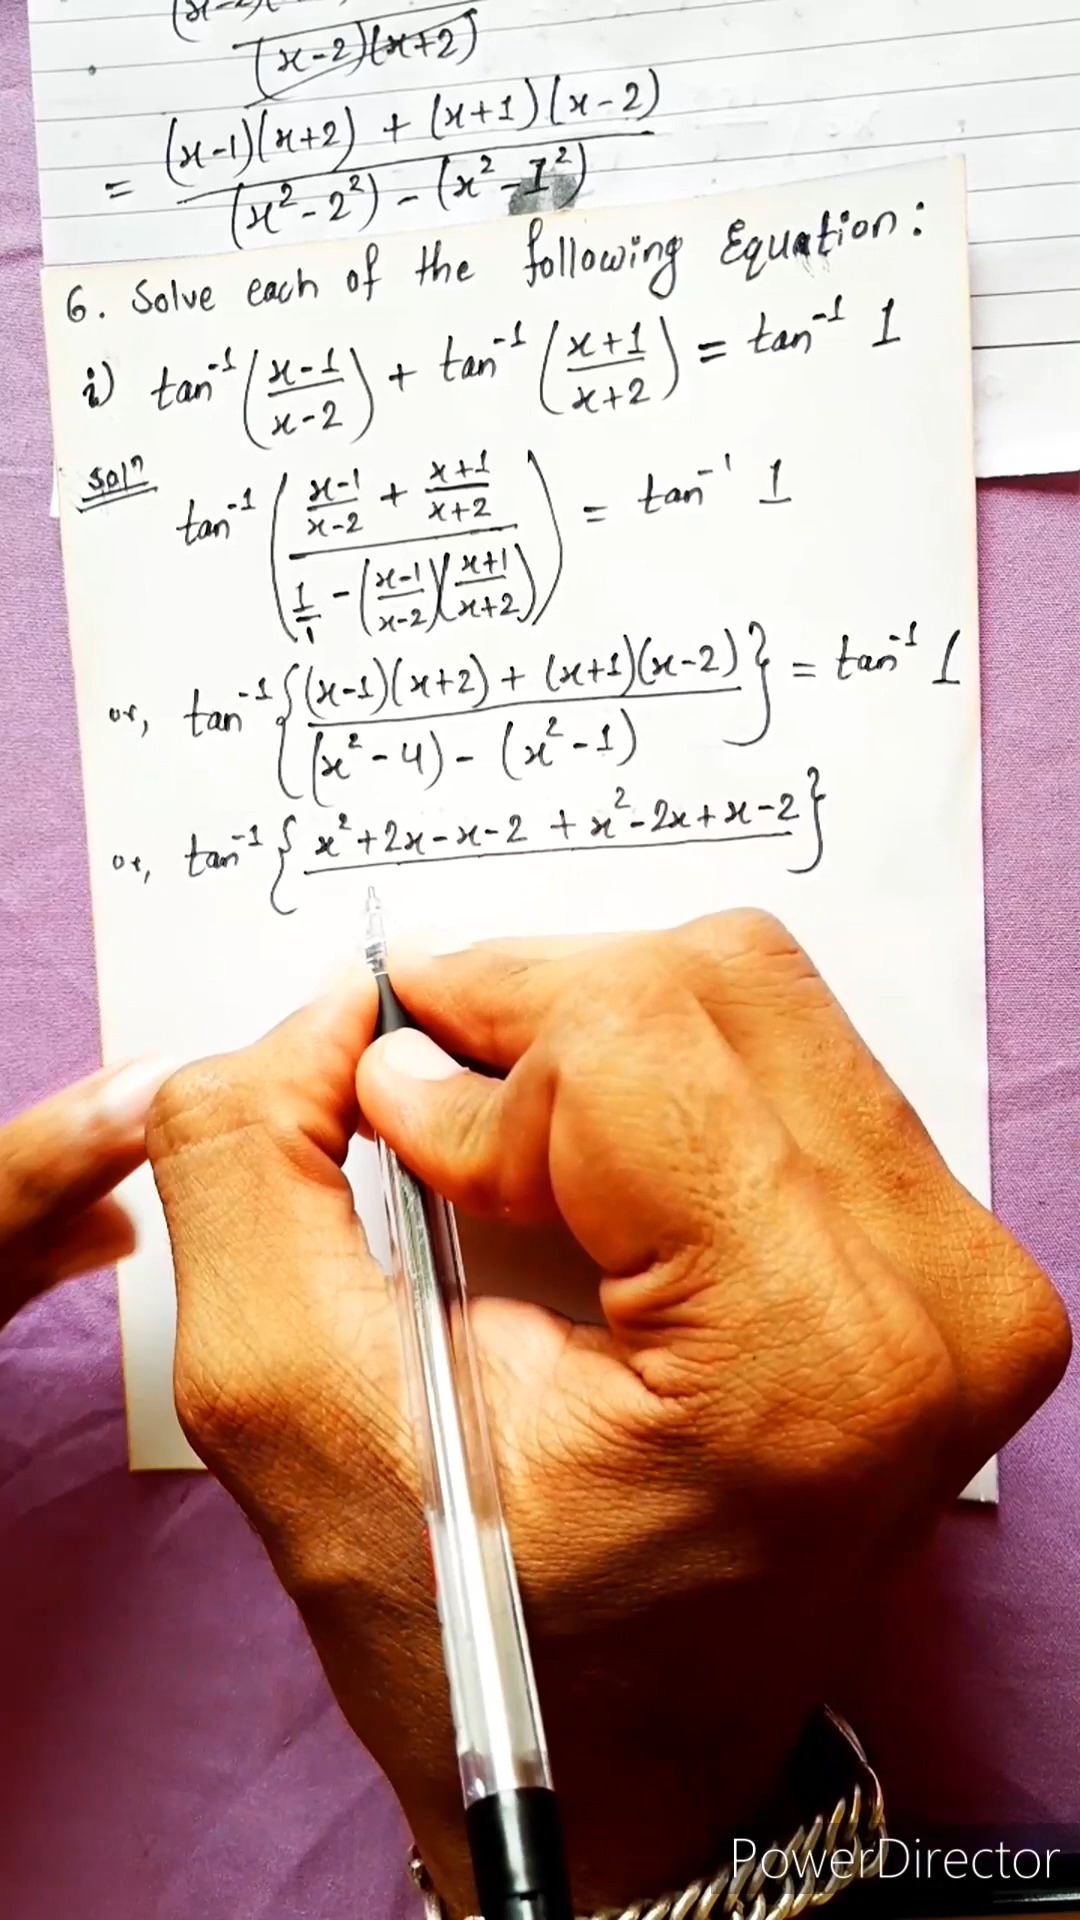 (x-2)(x+2)
= (x-1)(x+2) + (x+1)(x-2)
(x²-2²) - (x²-1²)
6. Solve each of the following Equation:
i) tan⁻¹((x-1)/(x-2)) + tan⁻¹((x+1)/(x+2)) = tan⁻¹ 1
Solⁿ
tan⁻¹(((x-1)/(x-2) + (x+1)/(x+2))/(1/1 - ((x-1)/(x-2))((x+1)/(x+2)))) = tan⁻¹ 1
or, tan⁻¹{((x-1)(x+2) + (x+1)(x-2))/((x²-4) - (x²-1))} = tan⁻¹ 1
or, tan⁻¹{x²+2x-x-2 + x²-2x+x-2}
PowerDirector